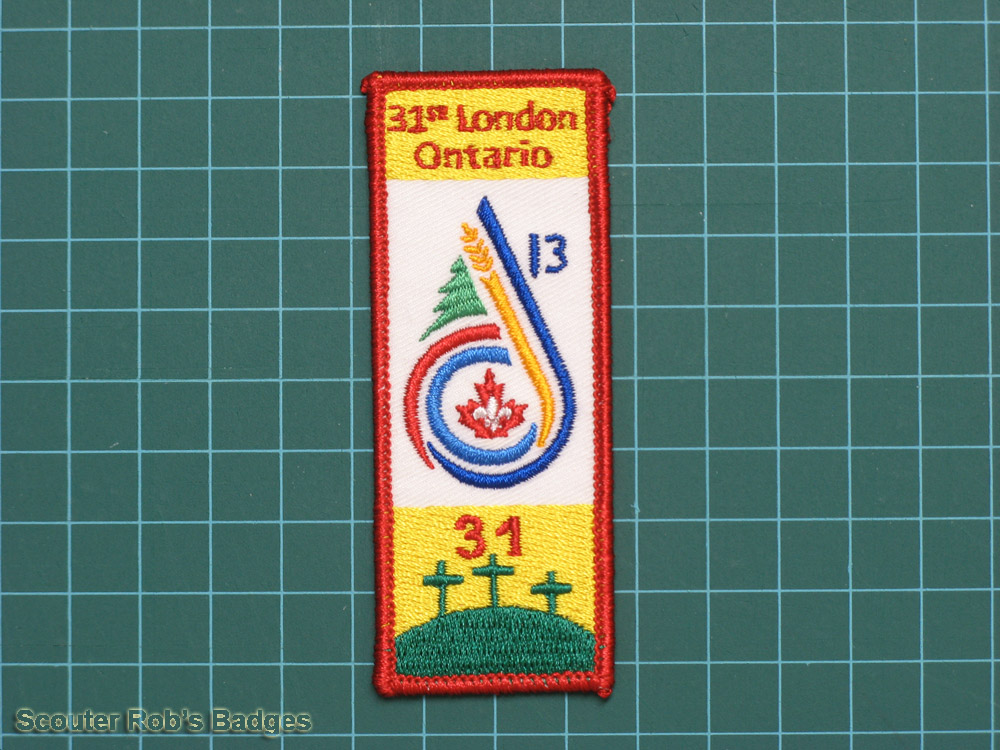 31st London
Ontario
13
31
Scouter Rob's Badges